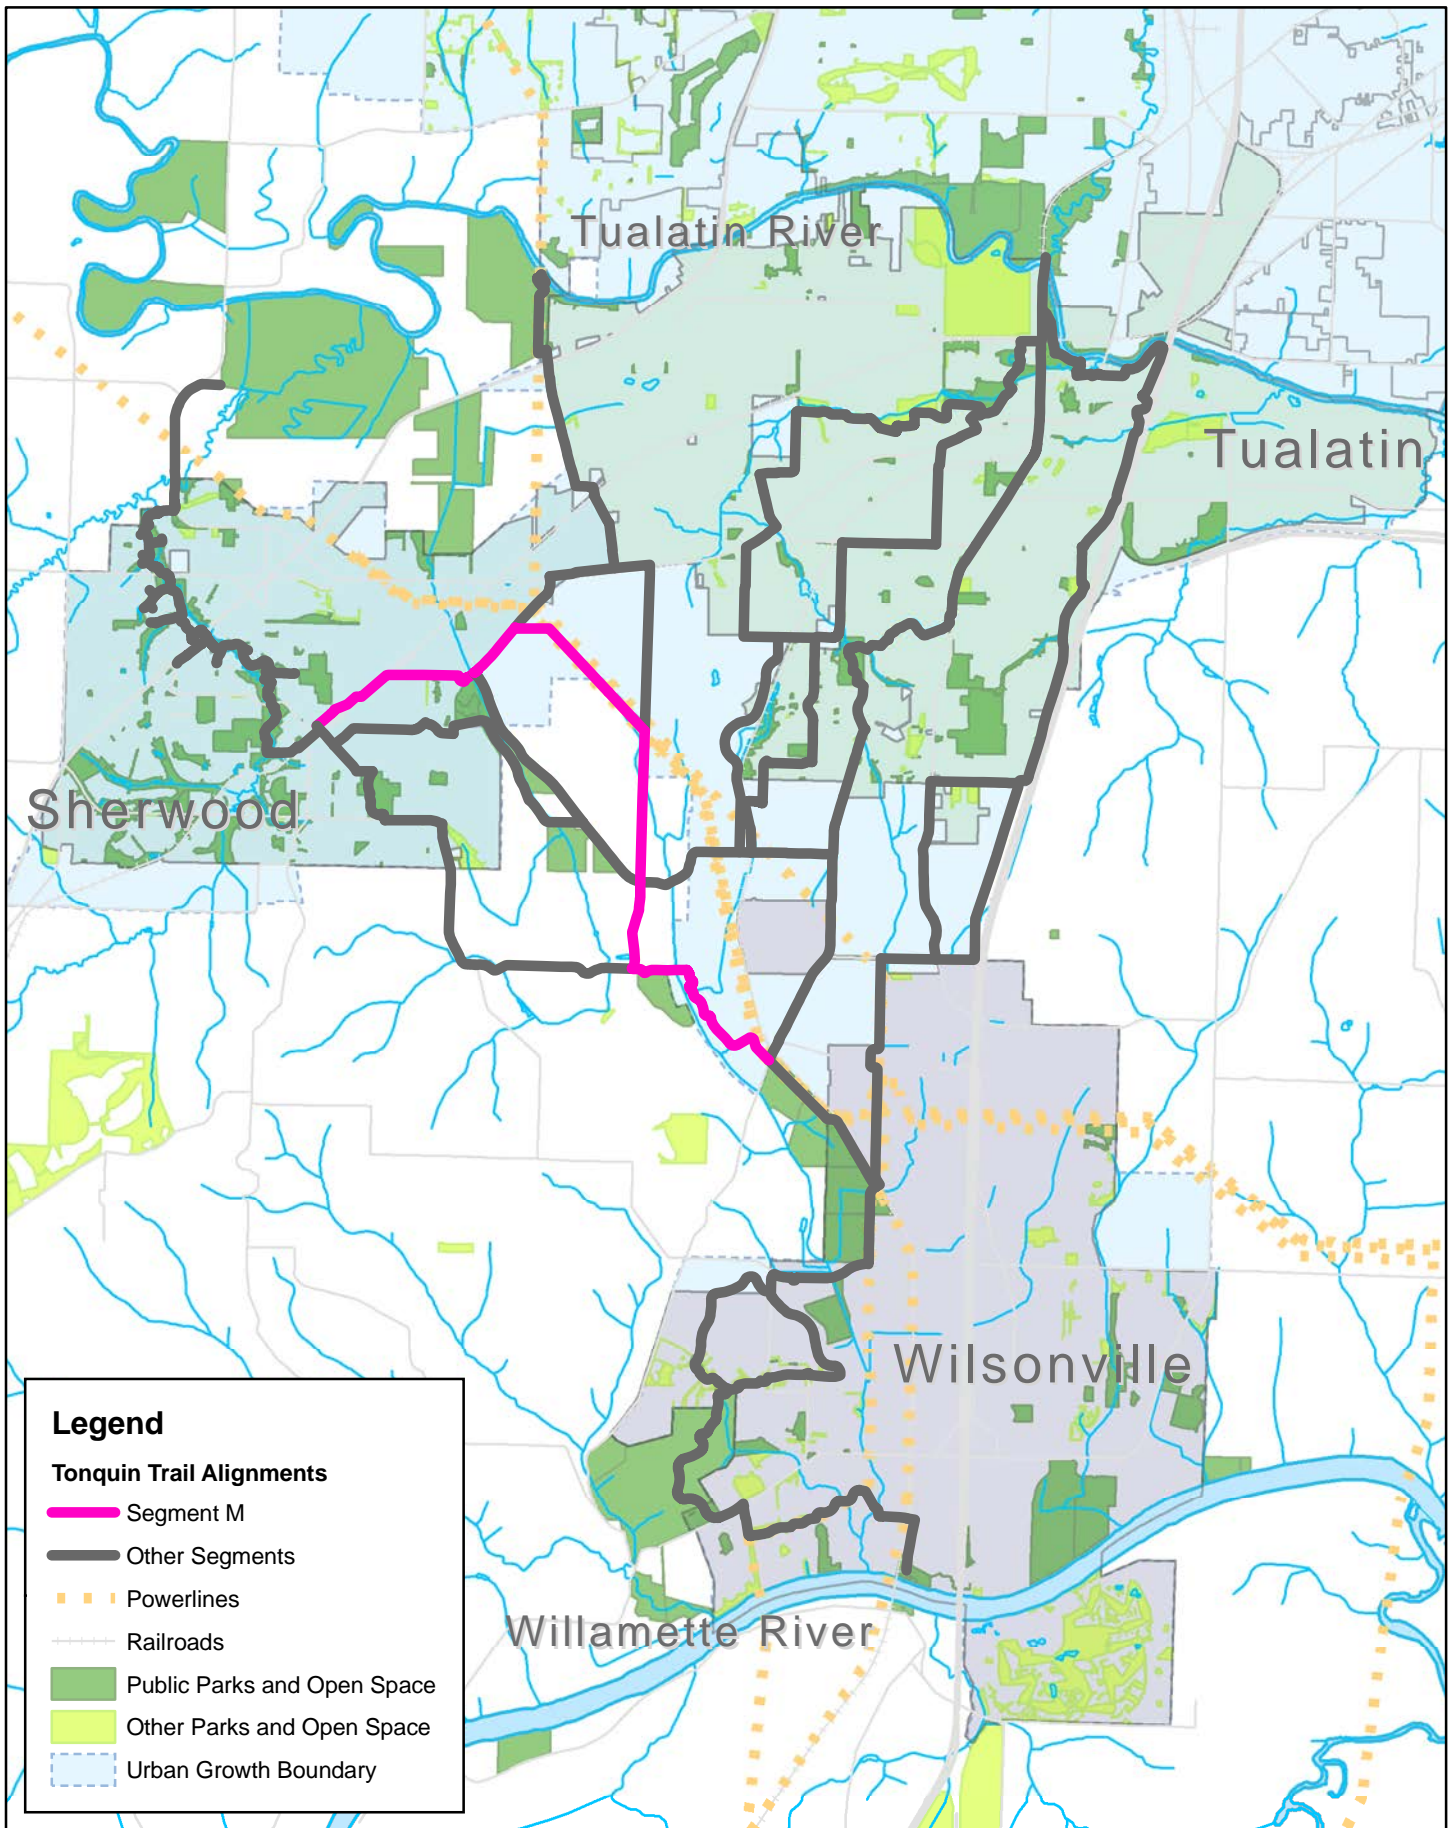 Tualatin River
Tualatin
Sherwood
Wilsonville
Willamette River
Legend
Tonquin Trail Alignments
Segment M
Other Segments
Powerlines
Railroads
Public Parks and Open Space
Other Parks and Open Space
Urban Growth Boundary